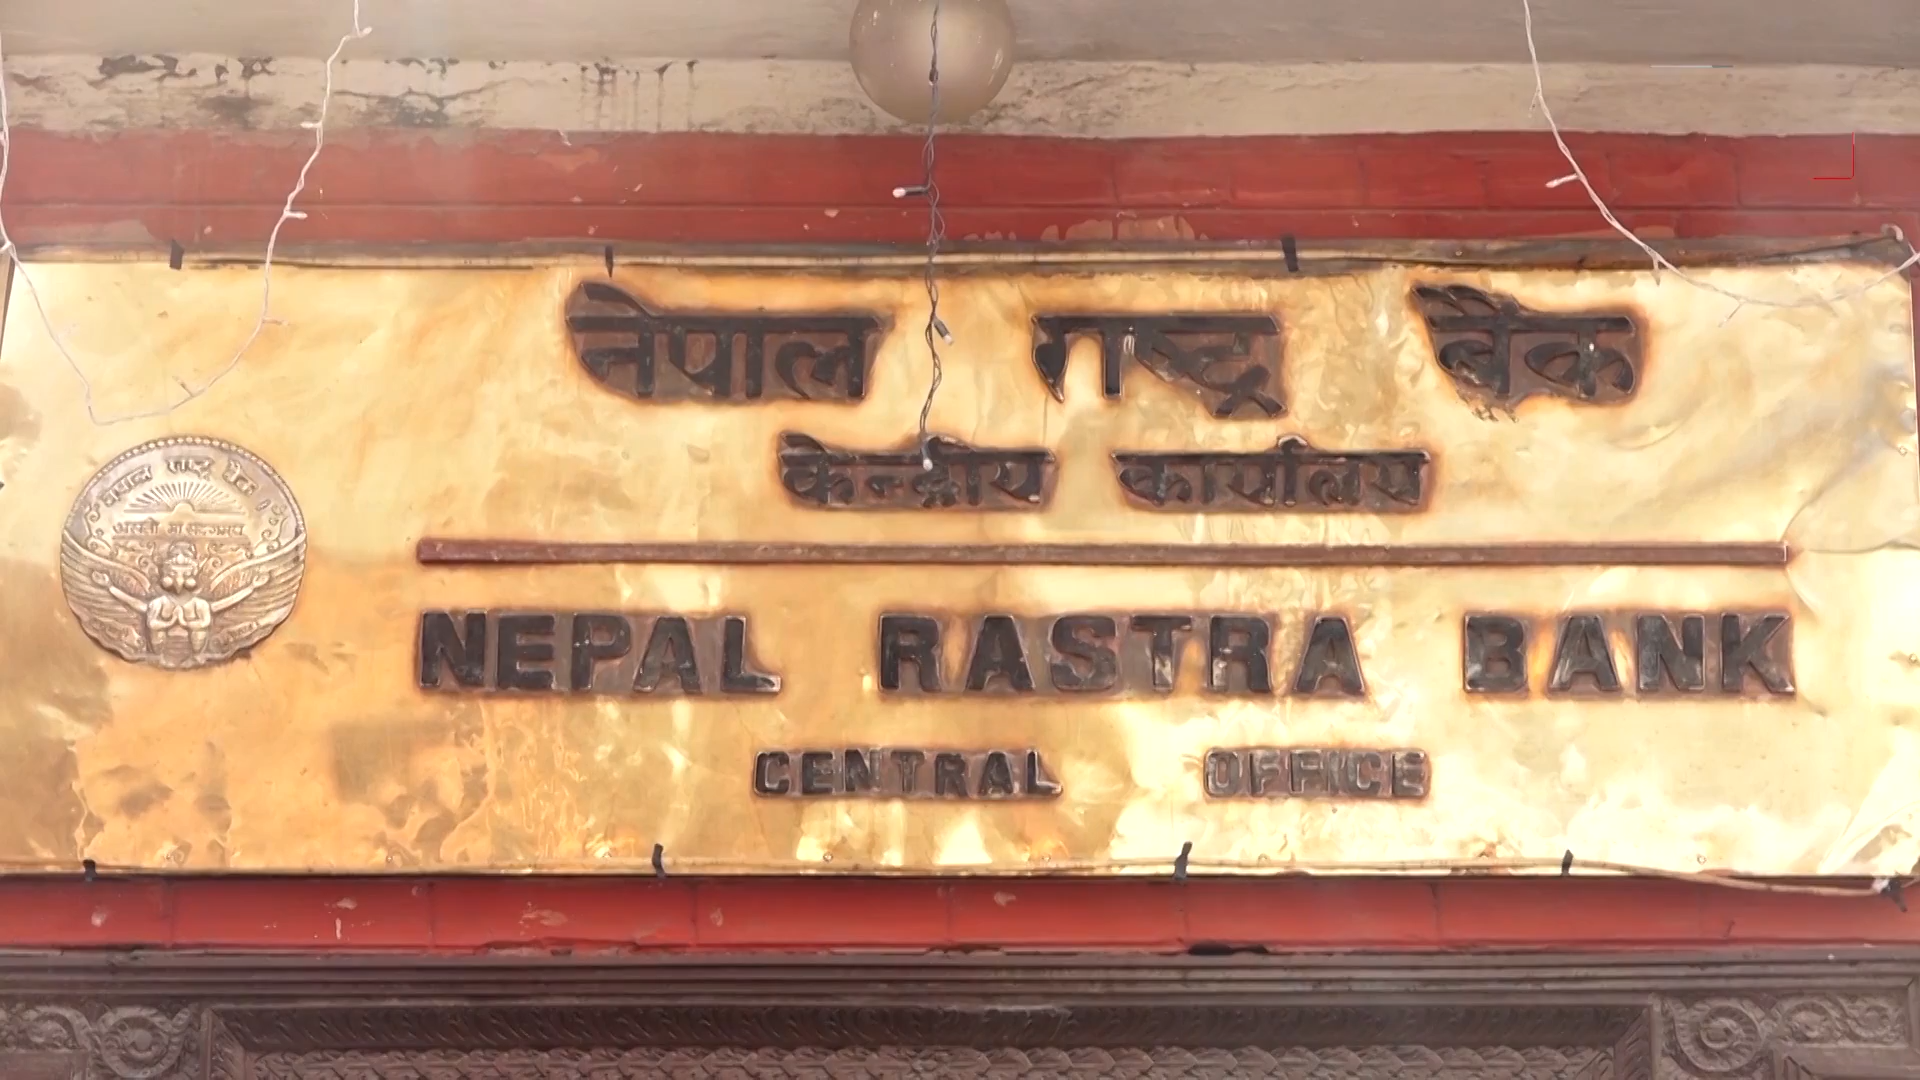 नेपाल राष्ट्र बैंक
केन्द्रीय कार्यालय
NEPAL RASTRA BANK
CENTRAL OFFICE
नेपाल राष्ट्र बैंक